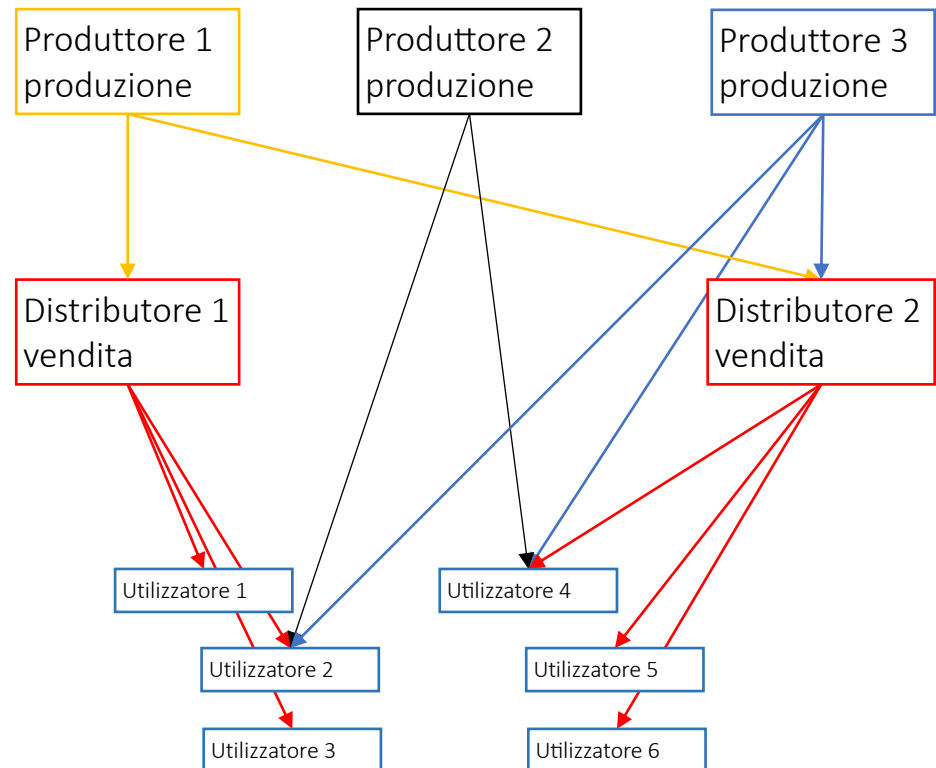 Produttore 1
produzione
Produttore 2
produzione
Produttore 3
produzione
Distributore 1
vendita
Distributore 2
vendita
Utilizzatore 1
Utilizzatore 4
Utilizzatore 2
Utilizzatore 5
Utilizzatore 3
Utilizzatore 6